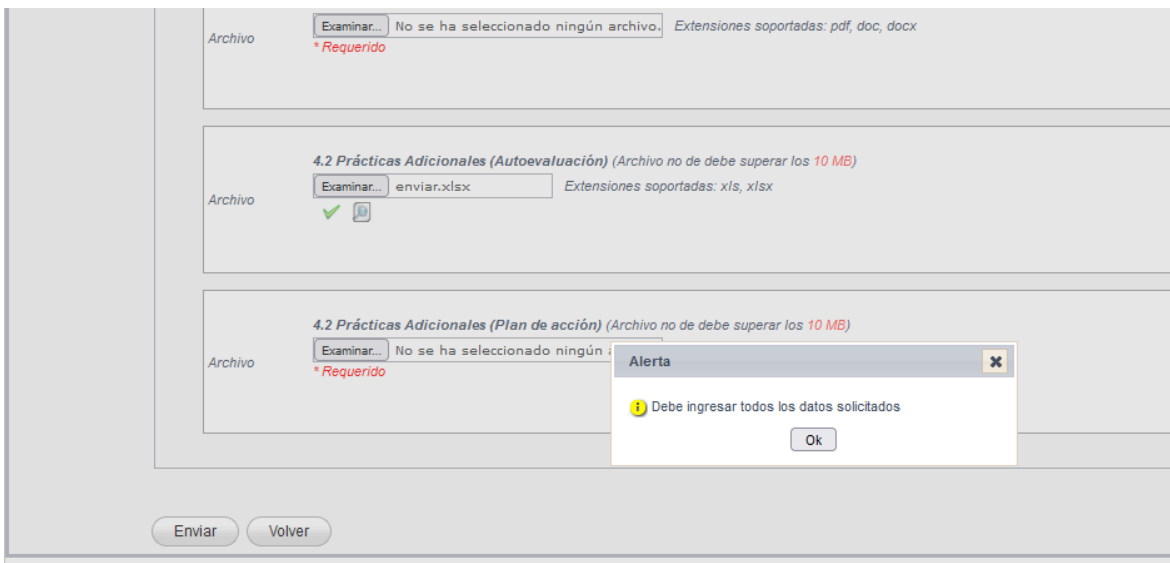 Examinar... No se ha seleccionado ningún archivo. Extensiones soportadas: pdf, doc, docx
Archivo
* Requerido
4.2 Prácticas Adicionales (Autoevaluación) (Archivo no de debe superar los 10 MB)
Examinar... enviar.xlsx Extensiones soportadas: xls, xlsx
Archivo
4.2 Prácticas Adicionales (Plan de acción) (Archivo no de debe superar los 10 MB)
Examinar... No se ha seleccionado ningún
Archivo
* Requerido
Alerta
Debe ingresar todos los datos solicitados
Ok
Enviar Volver